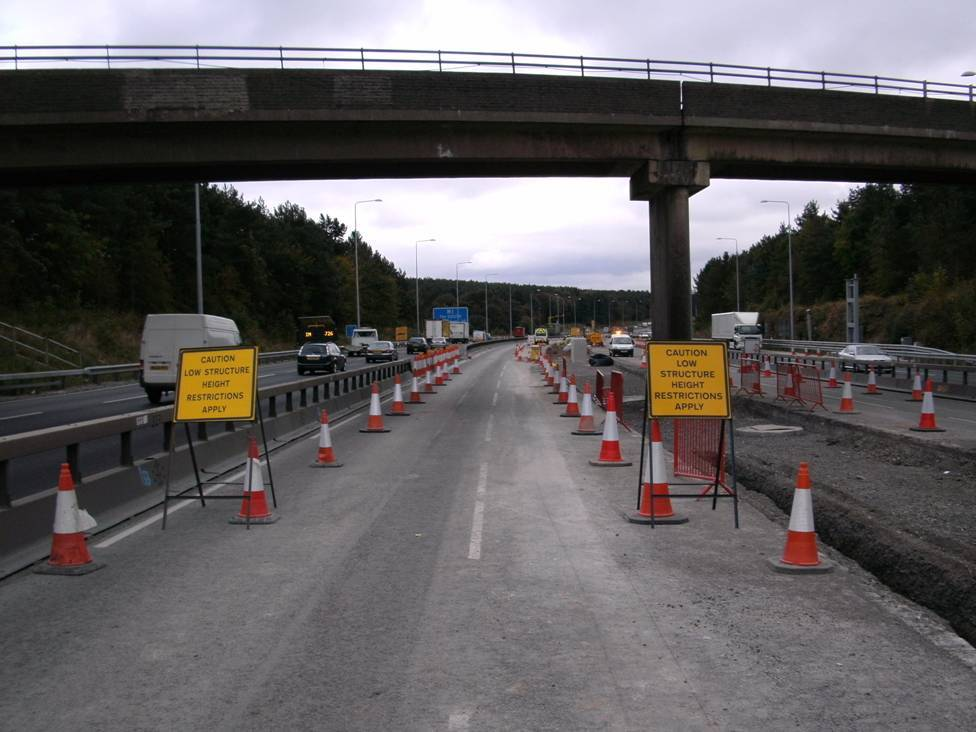 CAUTION
LOW
STRUCTURE
HEIGHT
RESTRICTIONS
APPLY
CAUTION
LOW
STRUCTURE
HEIGHT
RESTRICTIONS
APPLY